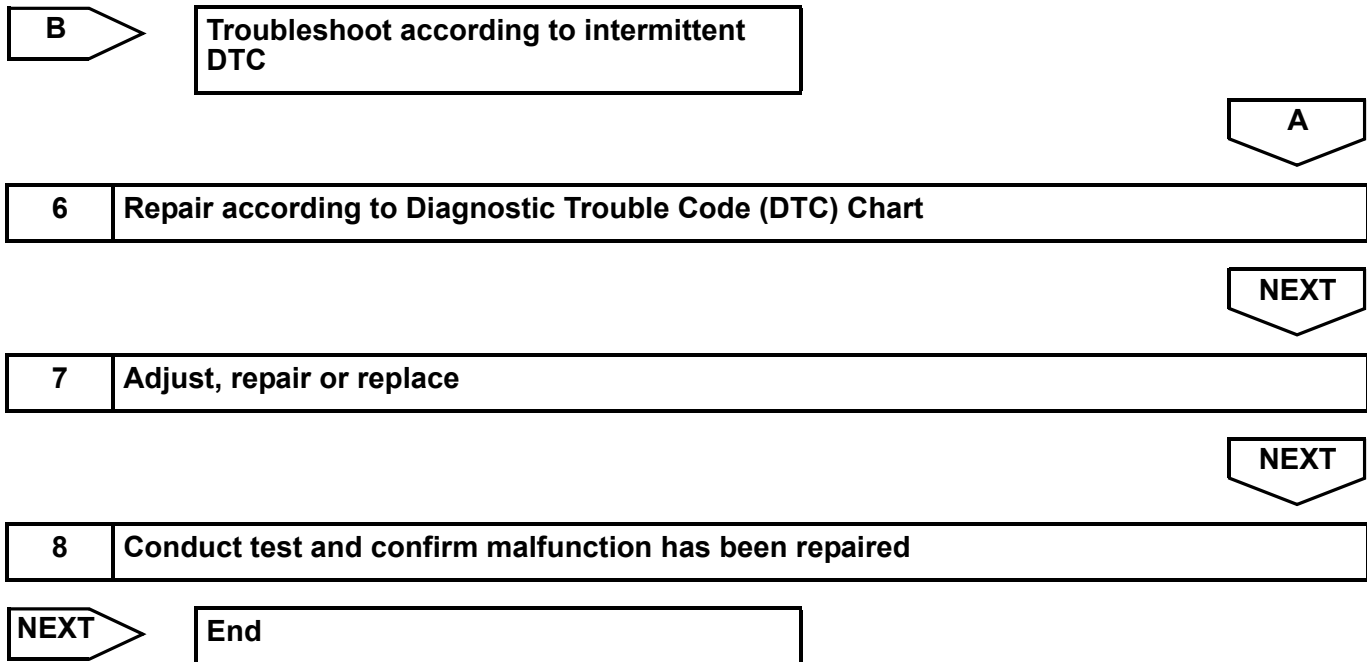 B
Troubleshoot according to intermittent
DTC
A
6 Repair according to Diagnostic Trouble Code (DTC) Chart
NEXT
7 Adjust, repair or replace
NEXT
8 Conduct test and confirm malfunction has been repaired
NEXT
End